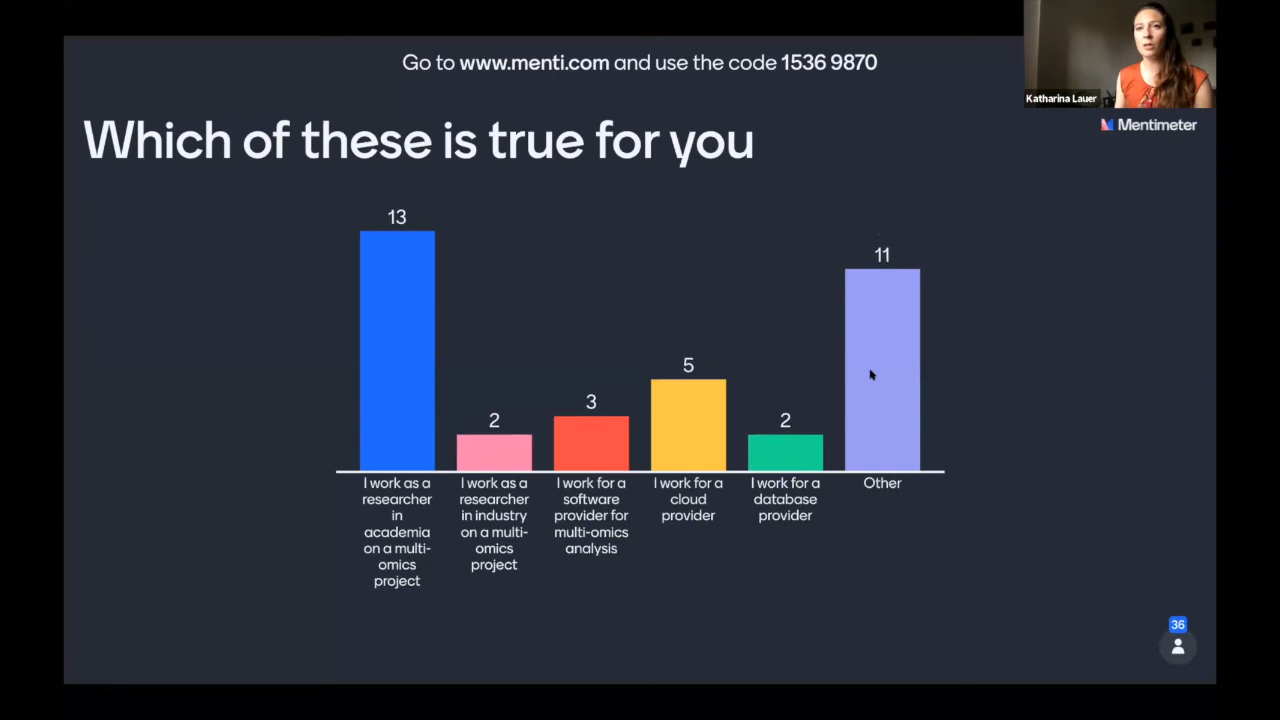 Go to www.menti.com and use the code 1536 9870
Katharina Lauer
Mentimeter
Which of these is true for you
13
2
3
5
2
11
I work as a
researcher
in
academia
on a multi-
omics
project
I work as a
researcher
in industry
on a multi-
omics
project
I work for a
software
provider for
multi-omics
analysis
I work for a
cloud
provider
I work for a
database
provider
Other
36